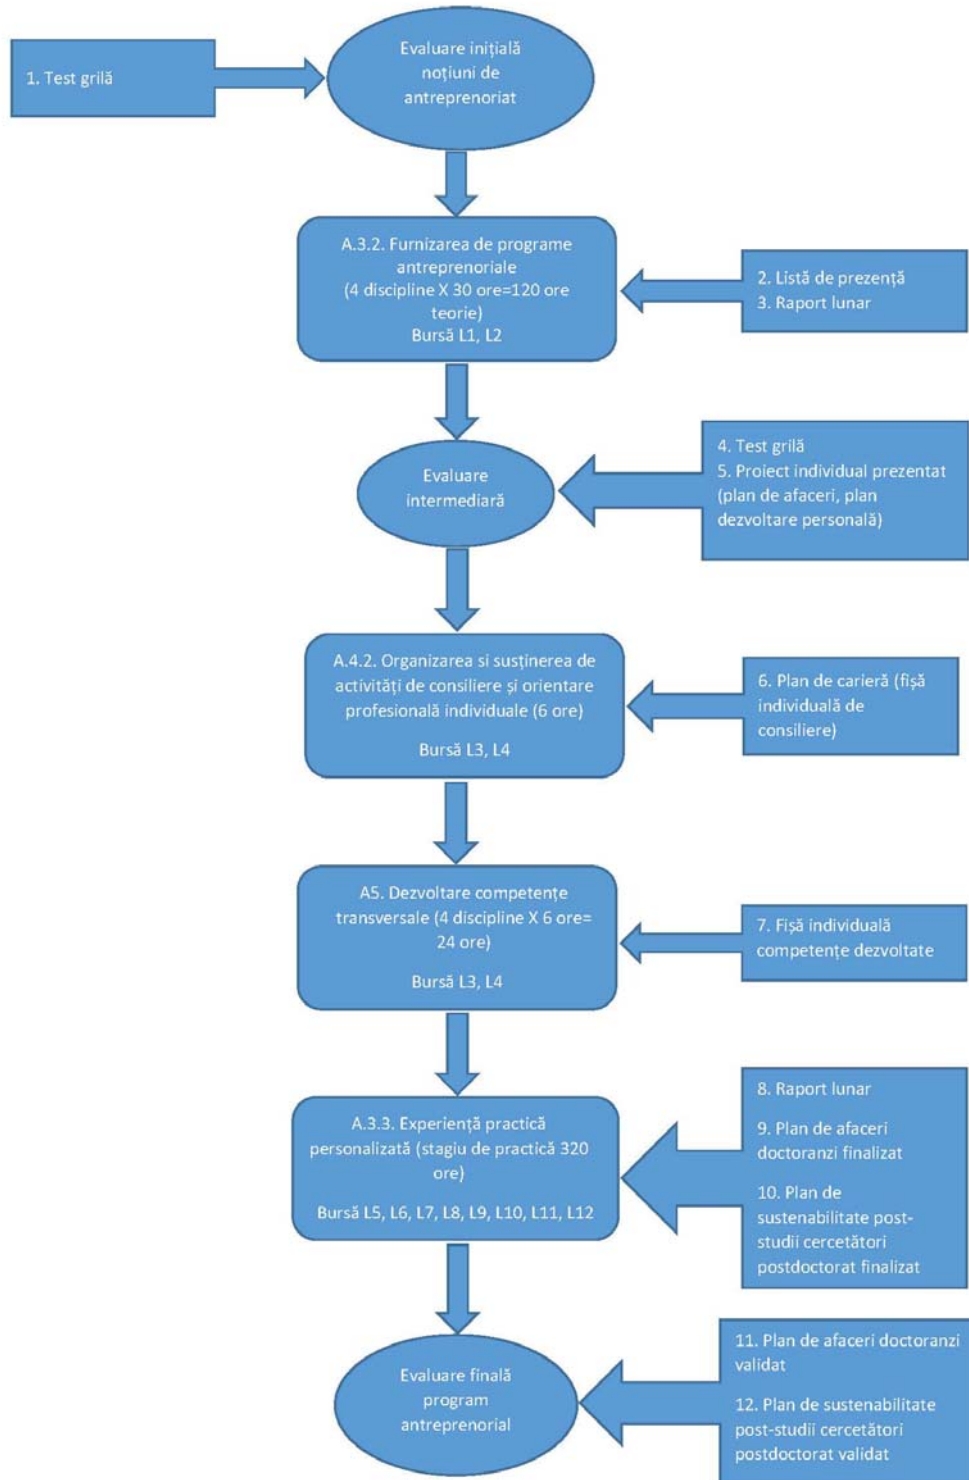 1. Test grilă
Evaluare inițială
noțiuni de
antreprenoriat
A.3.2. Furnizarea de programe
antreprenoriale
(4 discipline X 30 ore=120 ore
teorie)
Bursă L1, L2
2. Listă de prezență
3. Raport lunar
Evaluare
intermediară
4. Test grilă
5. Proiect individual prezentat
(plan de afaceri, plan
dezvoltare personală)
A.4.2. Organizarea si susținerea de
activități de consiliere și orientare
profesională individuale (6 ore)
Bursă L3, L4
6. Plan de carieră (fișă
individuală de
consiliere)
A5. Dezvoltare competențe
transversale (4 discipline X 6 ore=
24 ore)
Bursă L3, L4
7. Fișă individuală
competențe dezvoltate
A.3.3. Experiență practică
personalizată (stagiu de practică 320
ore)
Bursă L5, L6, L7, L8, L9, L10, L11, L12
8. Raport lunar
9. Plan de afaceri
doctoranzi finalizat
10. Plan de
sustenabilitate post-
studii cercetători
postdoctorat finalizat
Evaluare finală
program
antreprenorial
11. Plan de afaceri doctoranzi
validat
12. Plan de sustenabilitate
post-studii cercetători
postdoctorat validat